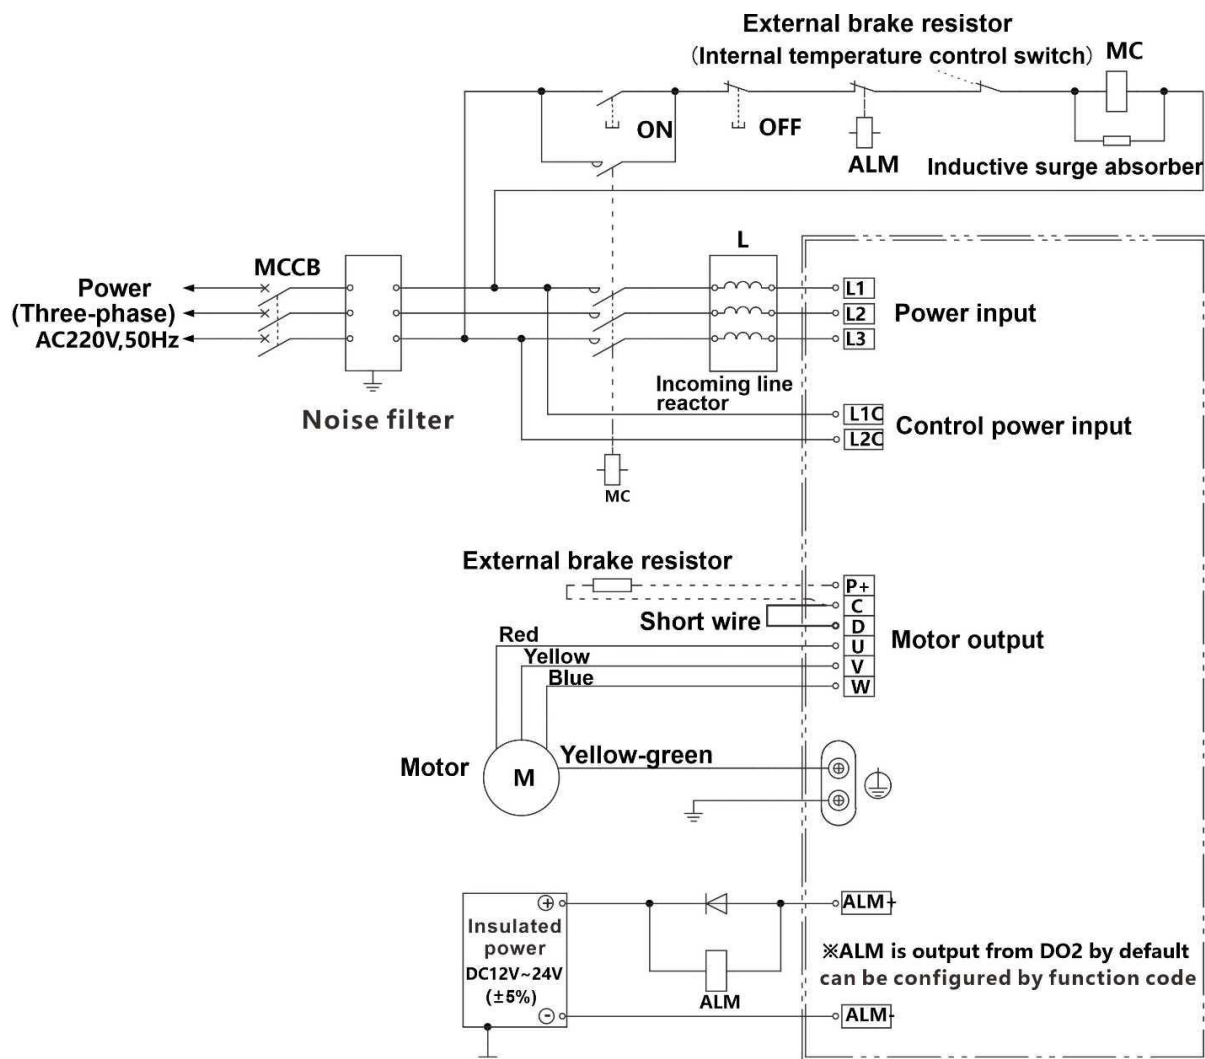 External brake resistor
(Internal temperature control switch)
MC
ON
OFF
ALM
Inductive surge absorber
L
MCCB
Power
(Three-phase)
AC220V,50Hz
L1
L2
L3
Power input
Noise filter
Incoming line
reactor
L1C
L2C
Control power input
MC
External brake resistor
P+
C
D
U
V
W
Short wire
Motor output
Red
Yellow
Blue
Motor
M
Yellow-green
Insulated
power
DC12V~24V
(±5%)
ALM
ALM+
※ALM is output from DO2 by default
can be configured by function code
ALM-